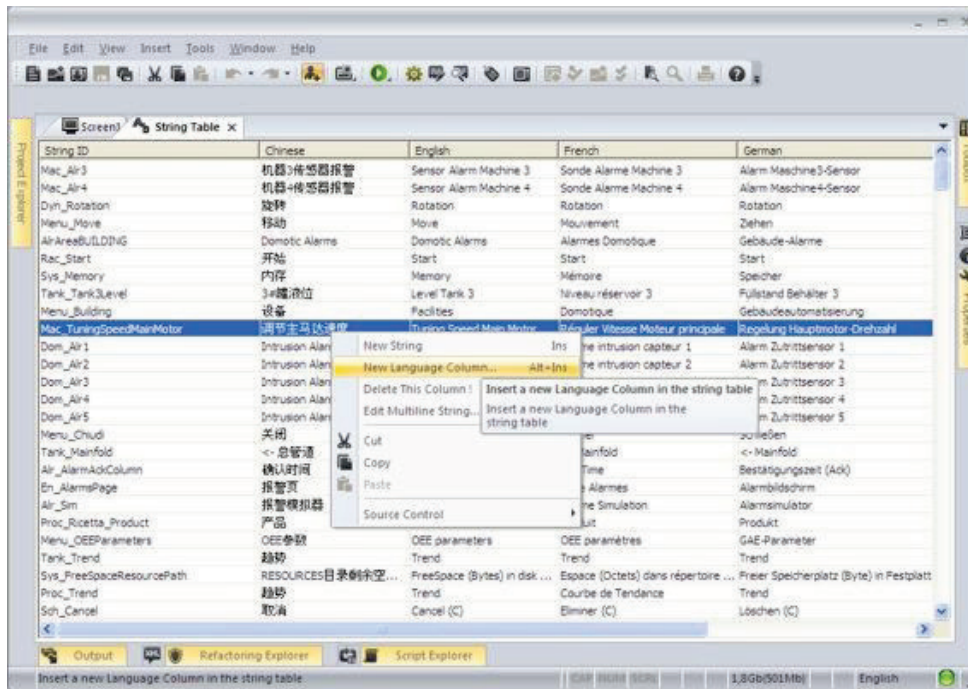 File Edit View Insert Tools Window Help
Screen1 String Table x
Project Explorer
String ID Chinese English French German
Mac_Alr3 机器3传感器报警 Sensor Alarm Machine 3 Sonde Alarme Machine 3 Alarm Maschine3-Sensor
Mac_Alr4 机器4传感器报警 Sensor Alarm Machine 4 Sonde Alarme Machine 4 Alarm Maschine4-Sensor
Dyn_Rotation 旋转 Rotation Rotation Rotation
Menu_Move 移动 Move Mouvement Ziehen
AlrAreaBUILDING Domotic Alarms Domotic Alarms Alarmes Domotique Gebäude-Alarme
Rac_Start 开始 Start Start Start
Sys_Memory 内存 Memory Mémoire Speicher
Tank_Tank3Level 3#罐液位 Level Tank 3 Niveau réservoir 3 Füllstand Behälter 3
Menu_Building 设备 Facilities Domotique Gebäudeautomatisierung
Mac_TuningSpeedMainMotor 调节主马达速度 Tuning Speed Main Motor Réguler Vitesse Moteur principale Regelung Hauptmotor-Drehzahl
Dom_Alr1 Intrusion Alar me intrusion capteur 1 Alarm Zutrittsensor 1
Dom_Alr2 Intrusion Alar me intrusion capteur 2 Alarm Zutrittsensor 2
Dom_Alr3 Intrusion Alar m Zutrittsensor 3
Dom_Alr4 Intrusion Alar m Zutrittsensor 4
Dom_Alr5 Intrusion Alar m Zutrittsensor 5
Menu_Chiudi 关闭
Tank_Mainfold <- 总管道 ainfold <- Mainfold
Alr_AlarmAckColumn 确认时间 Time Bestätigungszeit (Ack)
En_AlarmsPage 报警页 Alarmes Alarmbildschirm
Alr_Sim 报警模拟器 me Simulation Alarmsimulator
Proc_Ricetta_Product 产品 Produkt
Menu_OEEParameters OEE参数 OEE parameters OEE paramètres GAE-Parameter
Tank_Trend 趋势 Trend Trend Trend
Sys_FreeSpaceResourcePath RESOURCES目录剩余空... FreeSpace (Bytes) in disk ... Espace (Octets) dans répertoire ... Freier Speicherplatz (Byte) in Festplatt
Proc_Trend 趋势 Trend Courbe de Tendance Trend
Sch_Cancel 取消 Cancel (C) Eliminer (C) Löschen (C)
New String Ins
New Language Column... Alt+Ins
Delete This Column
Edit Multiline String...
Cut
Copy
Paste
Source Control
Insert a new Language Column in the string table
Insert a new Language Column in the
string table
Output Refactoring Explorer Script Explorer
Insert a new Language Column in the string table CAP NUM SCRL 1,8Gb(501Mb) English